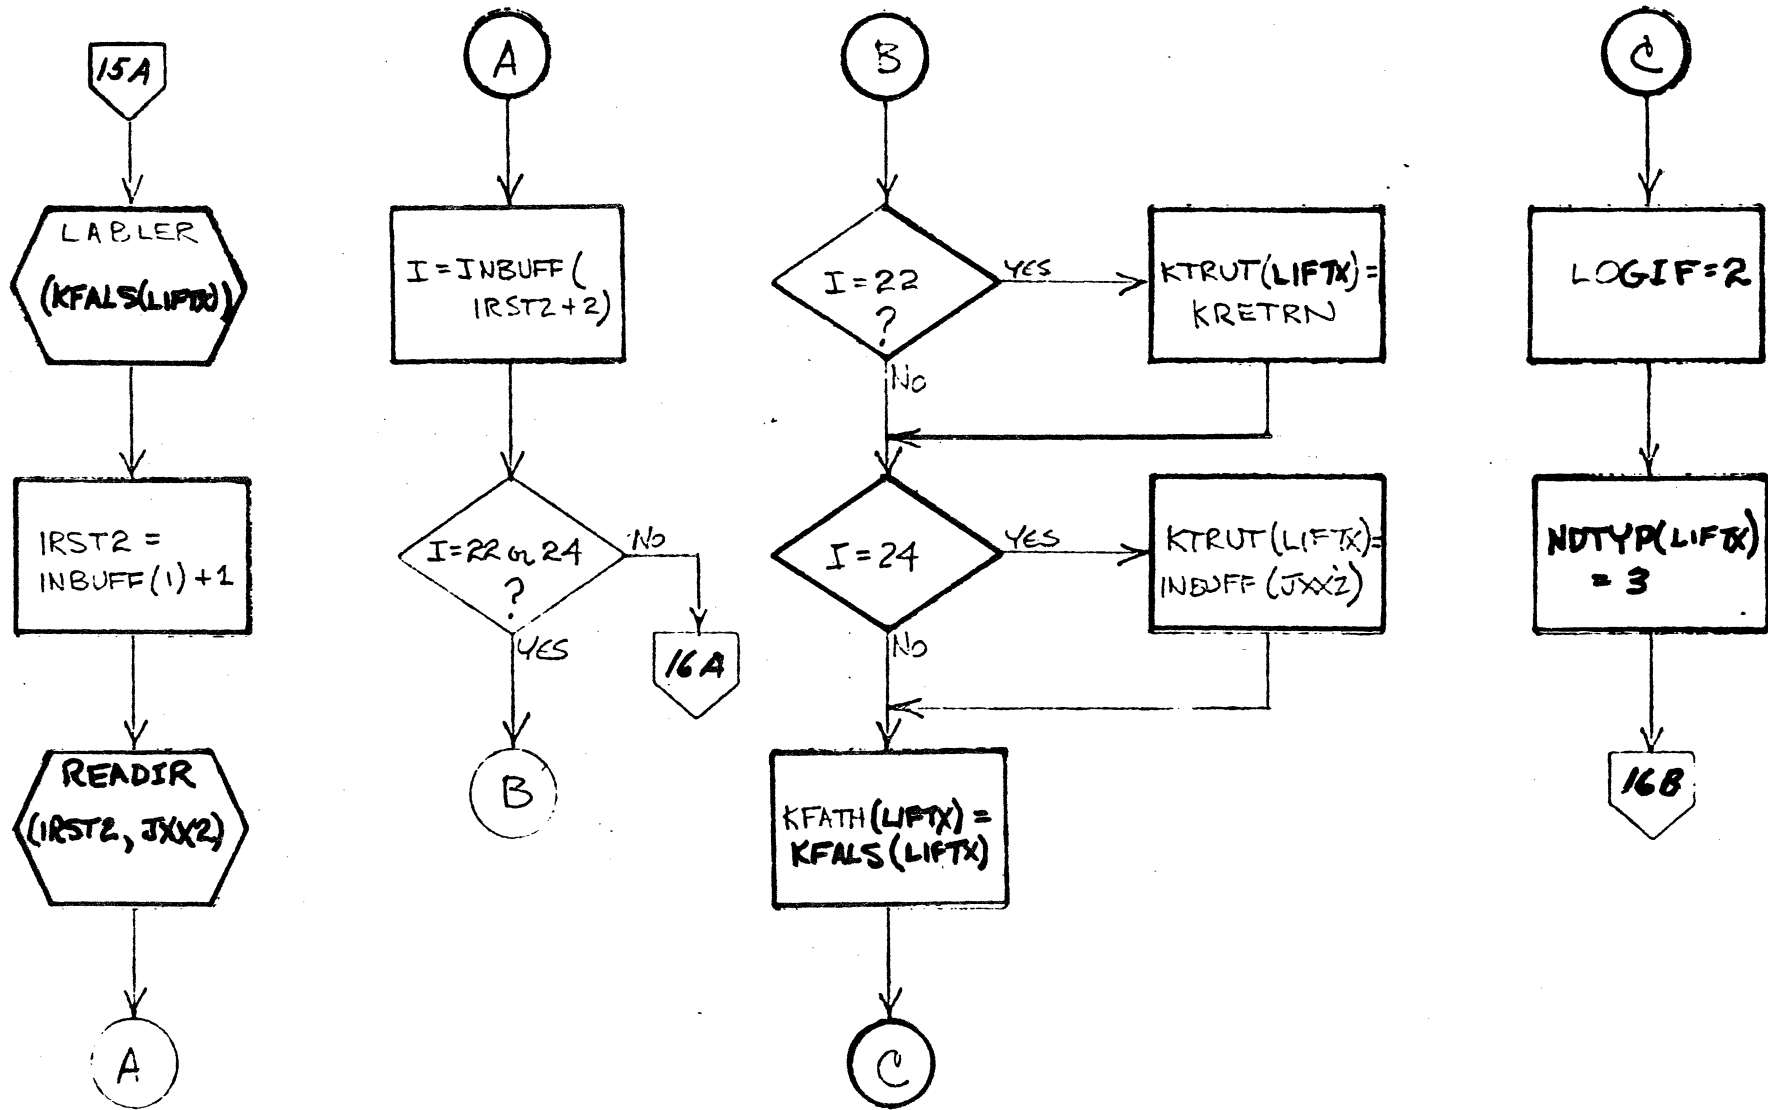 15A
LABLER
(KFALS(LIFTX))
IRST2 =
INBUFF(1)+1
READIR
(IRST2, JXX2)
A
A
I=INBUFF(
IRST2+2)
I=22 or 24
?
NO
YES
16A
B
B
I=22
?
YES
NO
KTRUT(LIFTX)=
KRETRN
I=24
YES
NO
KTRUT(LIFTX)=
INBUFF(JXX2)
KFATH(LIFTX)=
KFALS(LIFTX)
C
C
LOGIF=2
NDTYP(LIFTX)
= 3
16B